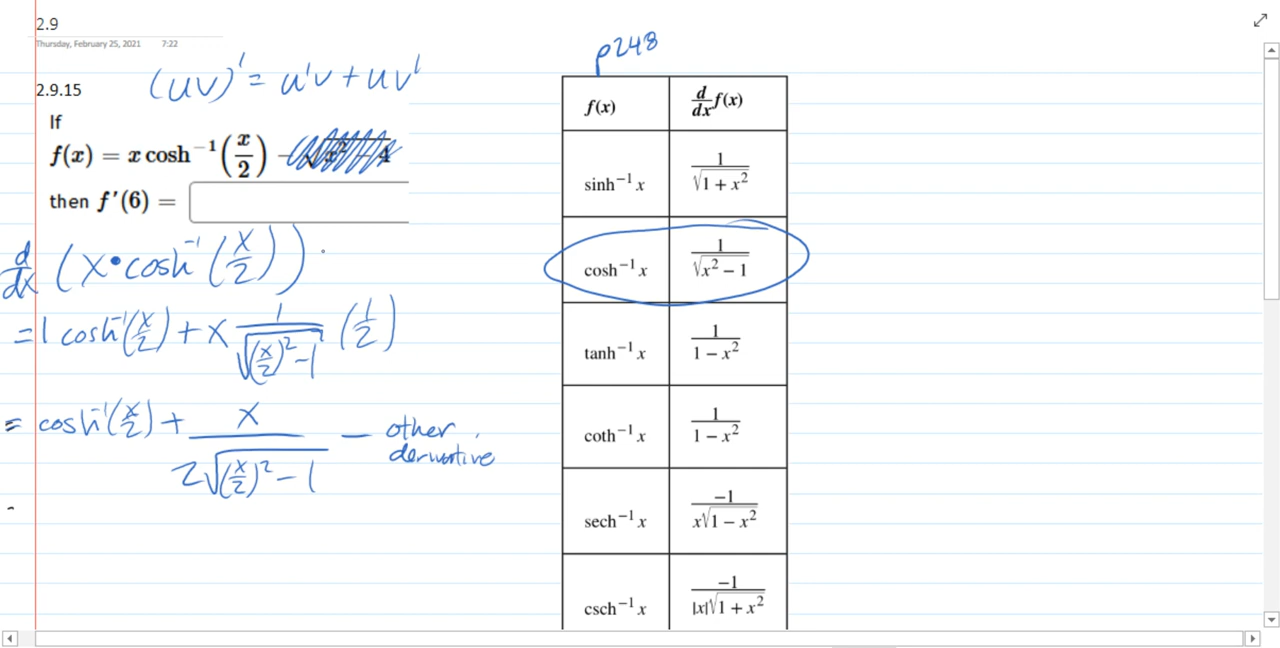 2.9
Thursday, February 25, 2021 7:22
2.9.15
(uv)' = u'v + uv'
If
f(x) = x cosh⁻¹(x/2) −
then f'(6) =
d/dx (x • cosh⁻¹(x/2))
= 1 cosh⁻¹(x/2) + x 1/√((x/2)² − 1) (1/2)
= cosh⁻¹(x/2) + x/(2√((x/2)² − 1)) − other derivative
p248
f(x) d/dx f(x)
sinh⁻¹ x 1/√(1 + x²)
cosh⁻¹ x 1/√(x² − 1)
tanh⁻¹ x 1/(1 − x²)
coth⁻¹ x 1/(1 − x²)
sech⁻¹ x −1/(x√(1 − x²))
csch⁻¹ x −1/(|x|√(1 + x²))